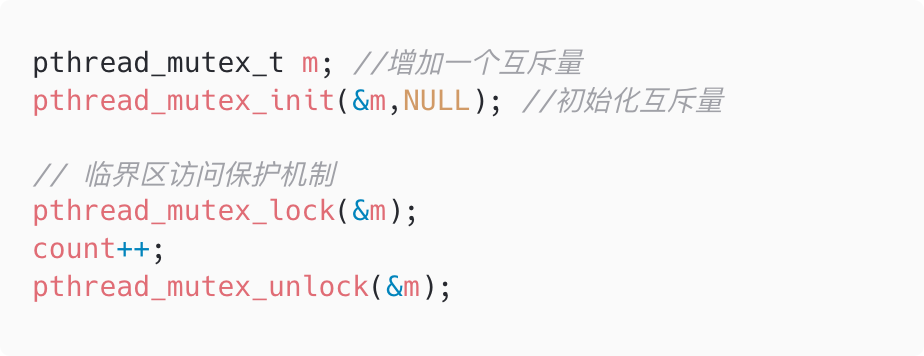 pthread_mutex_t m; //增加一个互斥量
pthread_mutex_init(&m,NULL); //初始化互斥量
// 临界区访问保护机制
pthread_mutex_lock(&m);
count++;
pthread_mutex_unlock(&m);